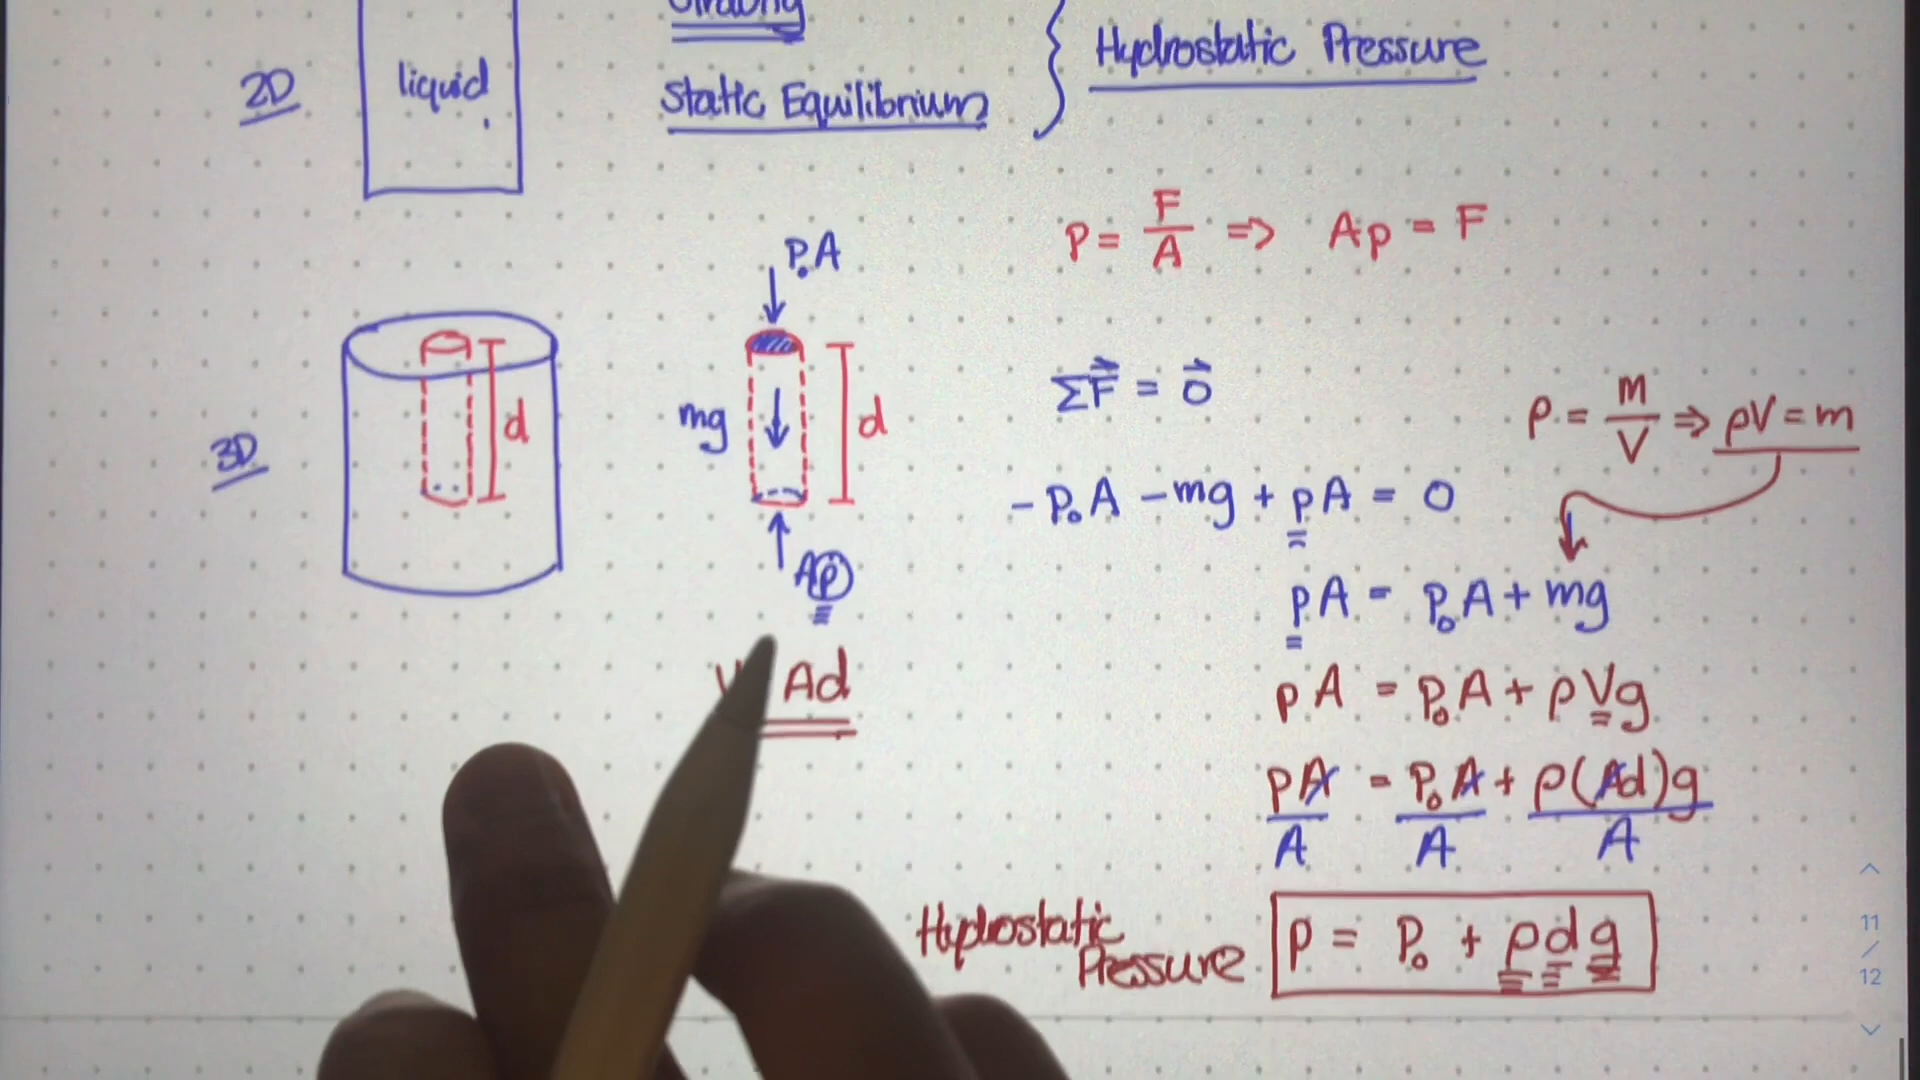 Static Equilibrium
Hydrostatic Pressure
2D
liquid
p = F/A ⇒ Ap = F
P₀A
mg
d
Ap
3D
d
ΣF⃗ = 0⃗
ρ = m/V ⇒ ρV = m
- P₀A - mg + pA = 0
pA = P₀A + mg
Ad
pA = P₀A + ρVg
pA/A = P₀A/A + ρ(Ad)g/A
Hydrostatic
Pressure
p = P₀ + ρdg
11
/
12